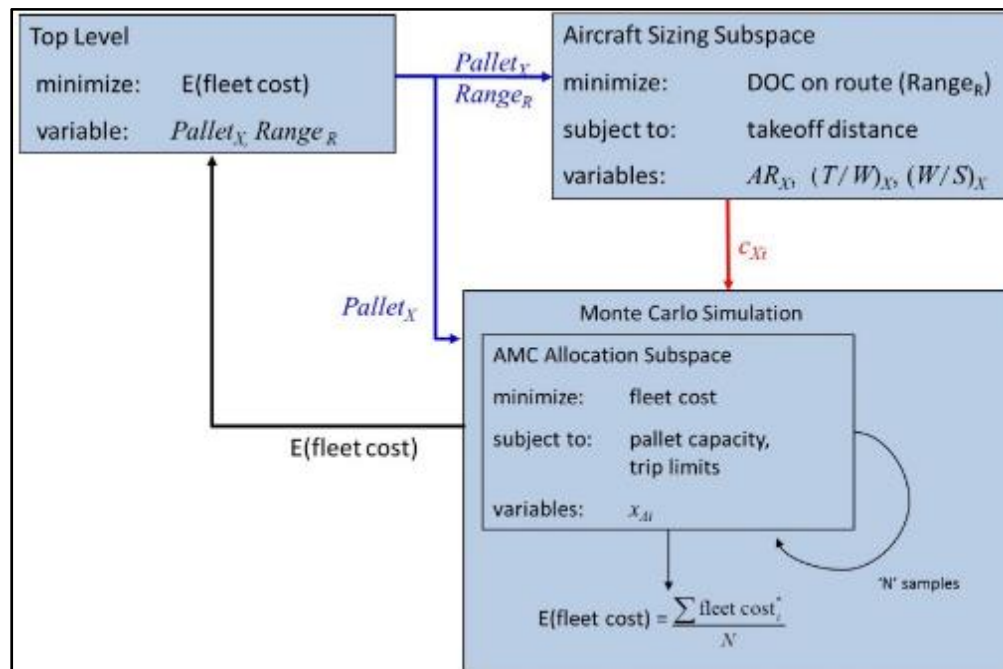 Top Level
minimize: E(fleet cost)
variable: Pallet_X, Range_R
Pallet_X
Range_R
Aircraft Sizing Subspace
minimize: DOC on route (Range_R)
subject to: takeoff distance
variables: AR_X, (T/W)_X, (W/S)_X
c_Xi
Pallet_X
E(fleet cost)
Monte Carlo Simulation
AMC Allocation Subspace
minimize: fleet cost
subject to: pallet capacity,
trip limits
variables: x_Ai
'N' samples
E(fleet cost) = ∑ fleet cost*_i / N